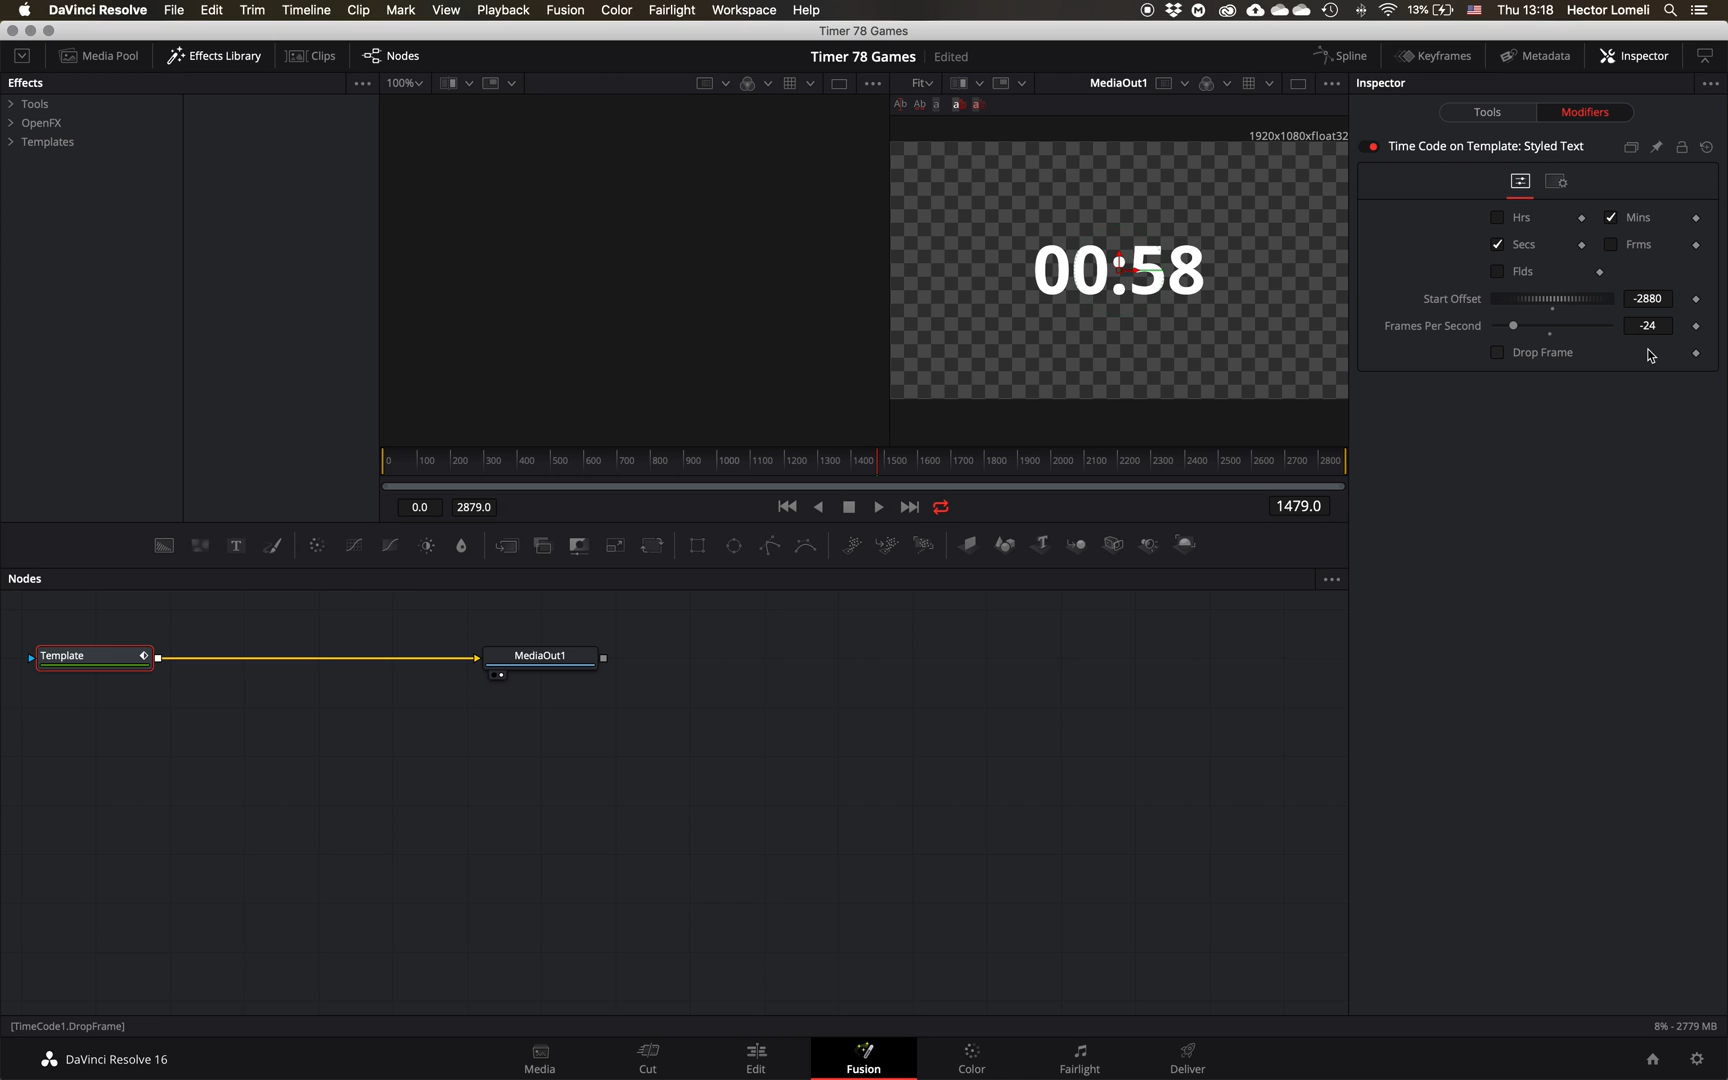 DaVinci Resolve File Edit Trim Timeline Clip Mark View Playback Fusion Color Fairlight Workspace Help 13% Thu 13:18 Hector Lomeli
Timer 78 Games
Media Pool Effects Library Clips Nodes Timer 78 Games Edited Spline Keyframes Metadata Inspector
Effects 100% Fit MediaOut1 Inspector
Tools
OpenFX
Templates
Ab Ab a a a
1920x1080xfloat32
00:58
Tools Modifiers
Time Code on Template: Styled Text
Hrs Mins
Secs Frms
Flds
Start Offset -2880
Frames Per Second -24
Drop Frame
0 100 200 300 400 500 600 700 800 900 1000 1100 1200 1300 1400 1500 1600 1700 1800 1900 2000 2100 2200 2300 2400 2500 2600 2700 2800
0.0 2879.0 1479.0
T T
Nodes
Template MediaOut1
[TimeCode1.DropFrame] 8% - 2779 MB
DaVinci Resolve 16 Media Cut Edit Fusion Color Fairlight Deliver